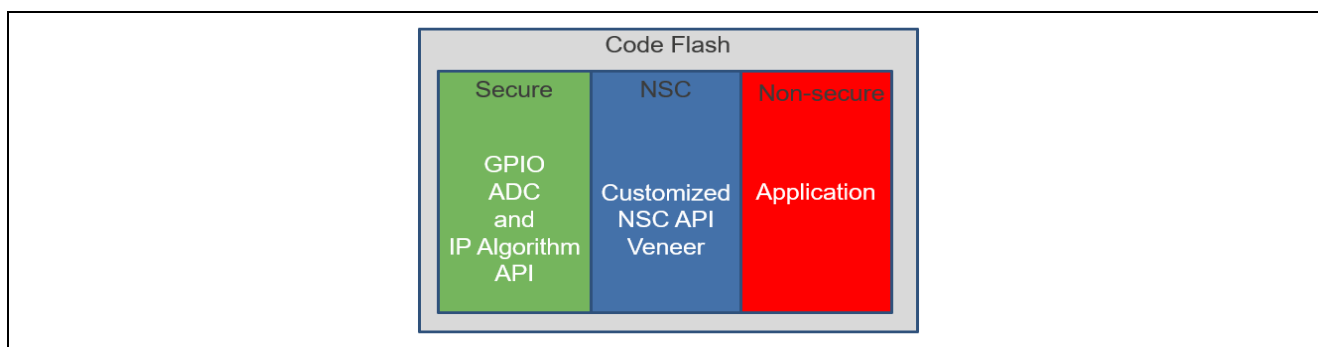 Code Flash
Secure
GPIO
ADC
and
IP Algorithm
API
NSC
Customized
NSC API
Veneer
Non-secure
Application